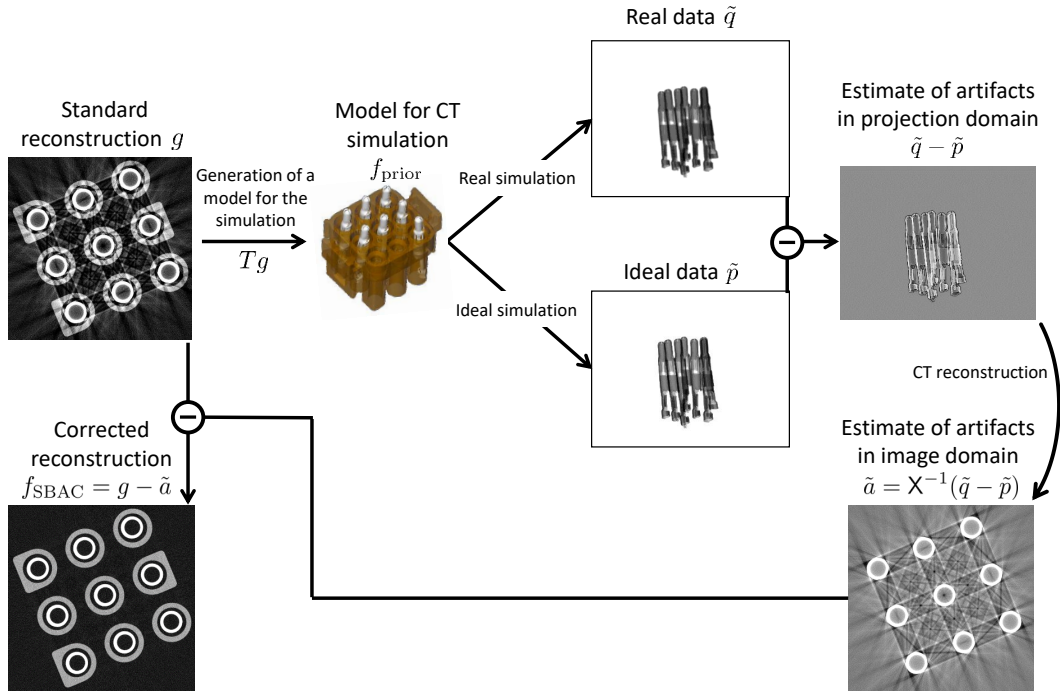 Real data q̃
Standard
reconstruction g
Model for CT
simulation
f_prior
Estimate of artifacts
in projection domain
q̃ − p̃
Generation of a
model for the
simulation
Tg
Real simulation
Ideal simulation
−
Ideal data p̃
CT reconstruction
−
Corrected
reconstruction
f_SBAC = g − ã
Estimate of artifacts
in image domain
ã = X⁻¹(q̃ − p̃)